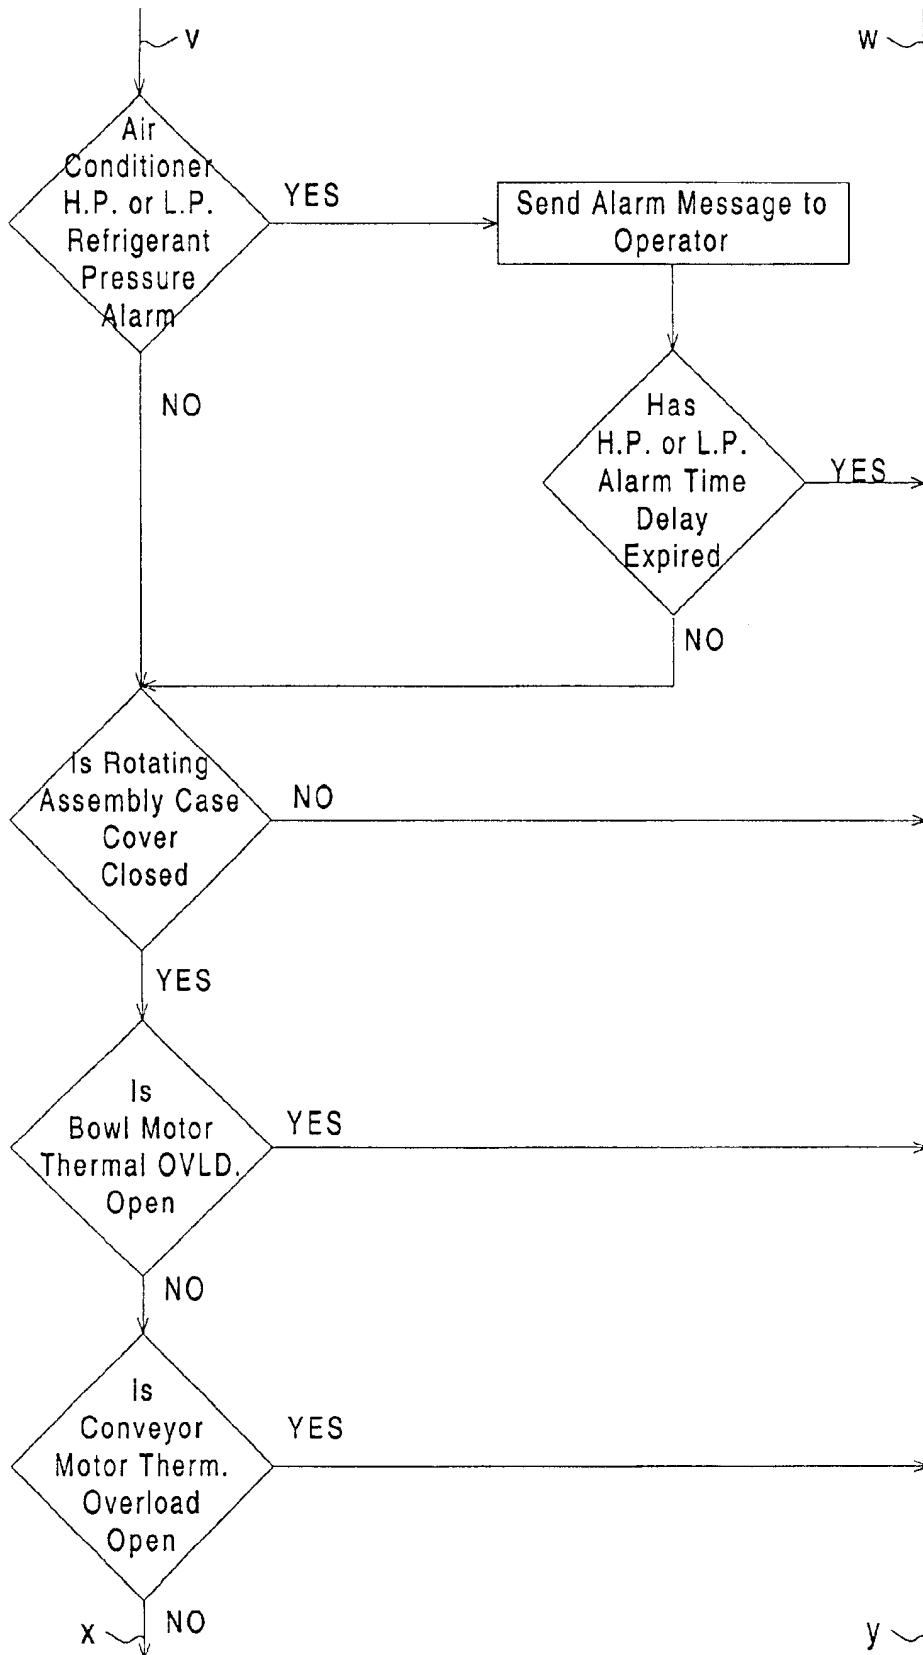 v
w
Air
Conditioner
H.P. or L.P.
Refrigerant
Pressure
Alarm
YES
Send Alarm Message to
Operator
NO
Has
H.P. or L.P.
Alarm Time
Delay
Expired
YES
NO
Is Rotating
Assembly Case
Cover
Closed
NO
YES
Is
Bowl Motor
Thermal OVLD.
Open
YES
NO
Is
Conveyor
Motor Therm.
Overload
Open
YES
NO
x
y